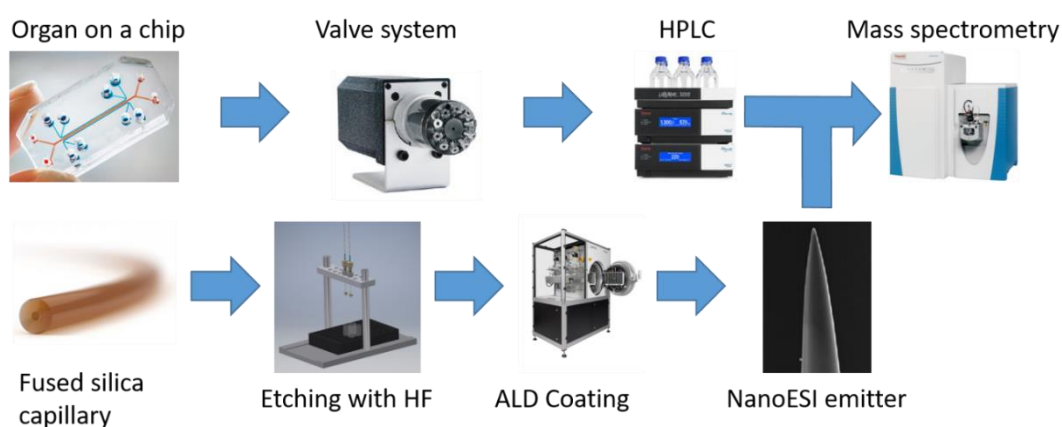 Organ on a chip
Valve system
HPLC
Mass spectrometry
Fused silica
capillary
Etching with HF
ALD Coating
NanoESI emitter